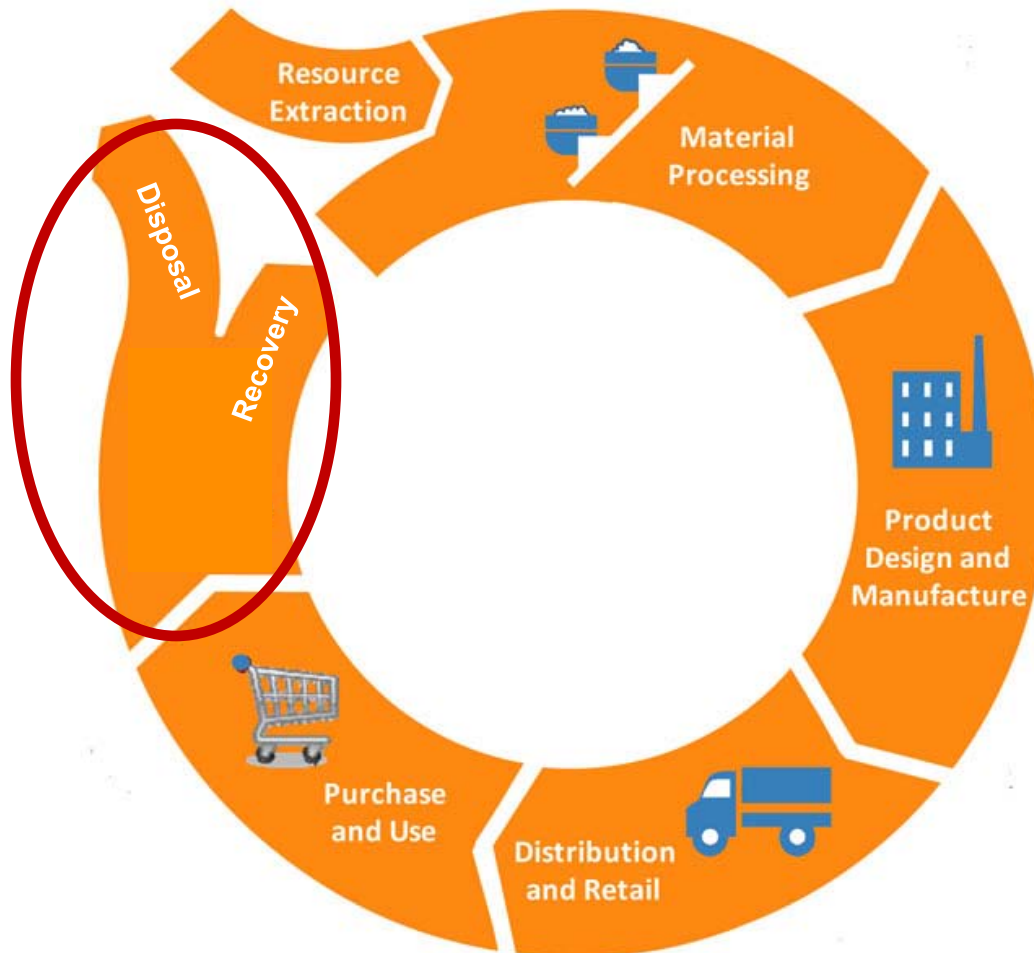 Resource
Extraction
Material
Processing
Product
Design and
Manufacture
Distribution
and Retail
Purchase
and Use
Recovery
Disposal